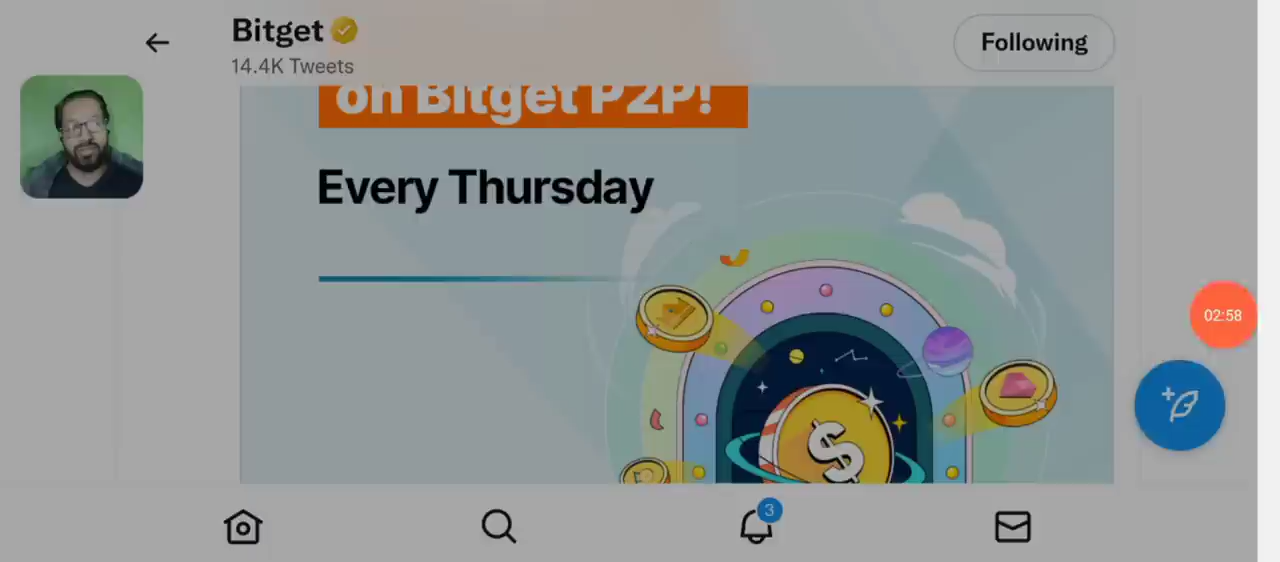 Bitget
14.4K Tweets
Following
on Bitget P2P!
Every Thursday
02:58
3